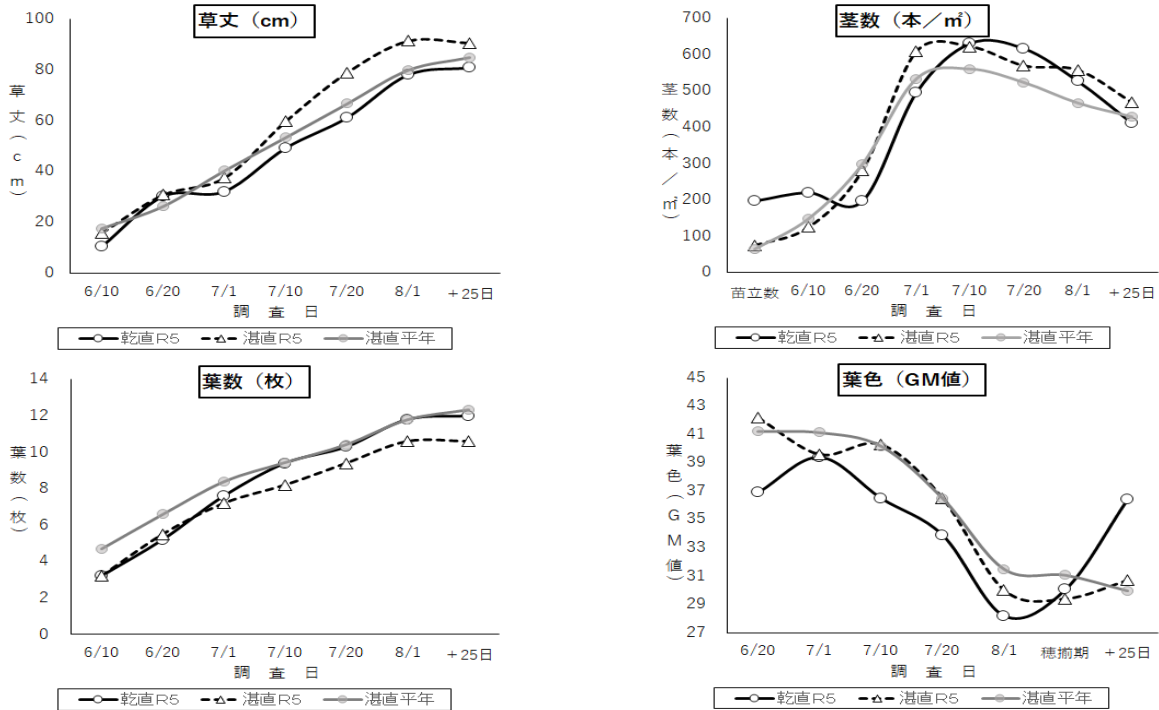 草丈（cm）
100
80
60
40
20
0
草丈（cm）
6/10 6/20 7/1 7/10 7/20 8/1 ＋25日
調 査 日
乾直R5 湛直R5 湛直平年
茎数（本／㎡）
700
600
500
400
300
200
100
0
茎数（本／㎡）
苗立数 6/10 6/20 7/1 7/10 7/20 8/1 ＋25日
調 査 日
乾直R5 湛直R5 湛直平年
葉数（枚）
14
12
10
8
6
4
2
0
葉数（枚）
6/10 6/20 7/1 7/10 7/20 8/1 ＋25日
調 査 日
乾直R5 湛直R5 湛直平年
葉色（GM値）
45
43
41
39
37
35
33
31
29
27
葉色（GM値）
6/20 7/1 7/10 7/20 8/1 穂揃期 ＋25日
調 査 日
乾直R5 湛直R5 湛直平年